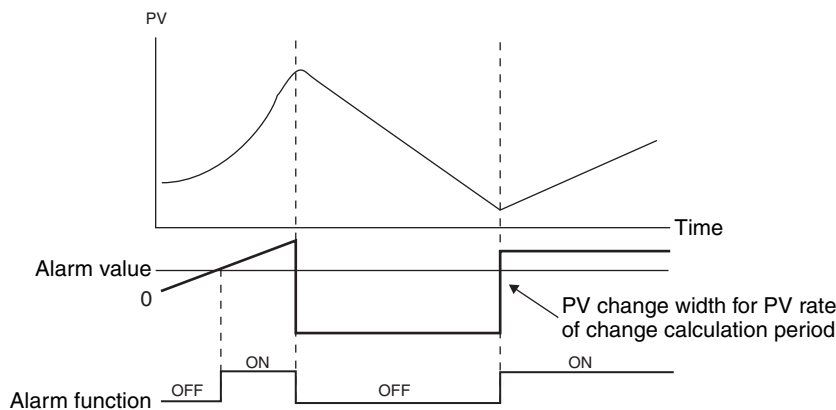 PV
Time
Alarm value
0
PV change width for PV rate
of change calculation period
ON
ON
OFF
OFF
Alarm function